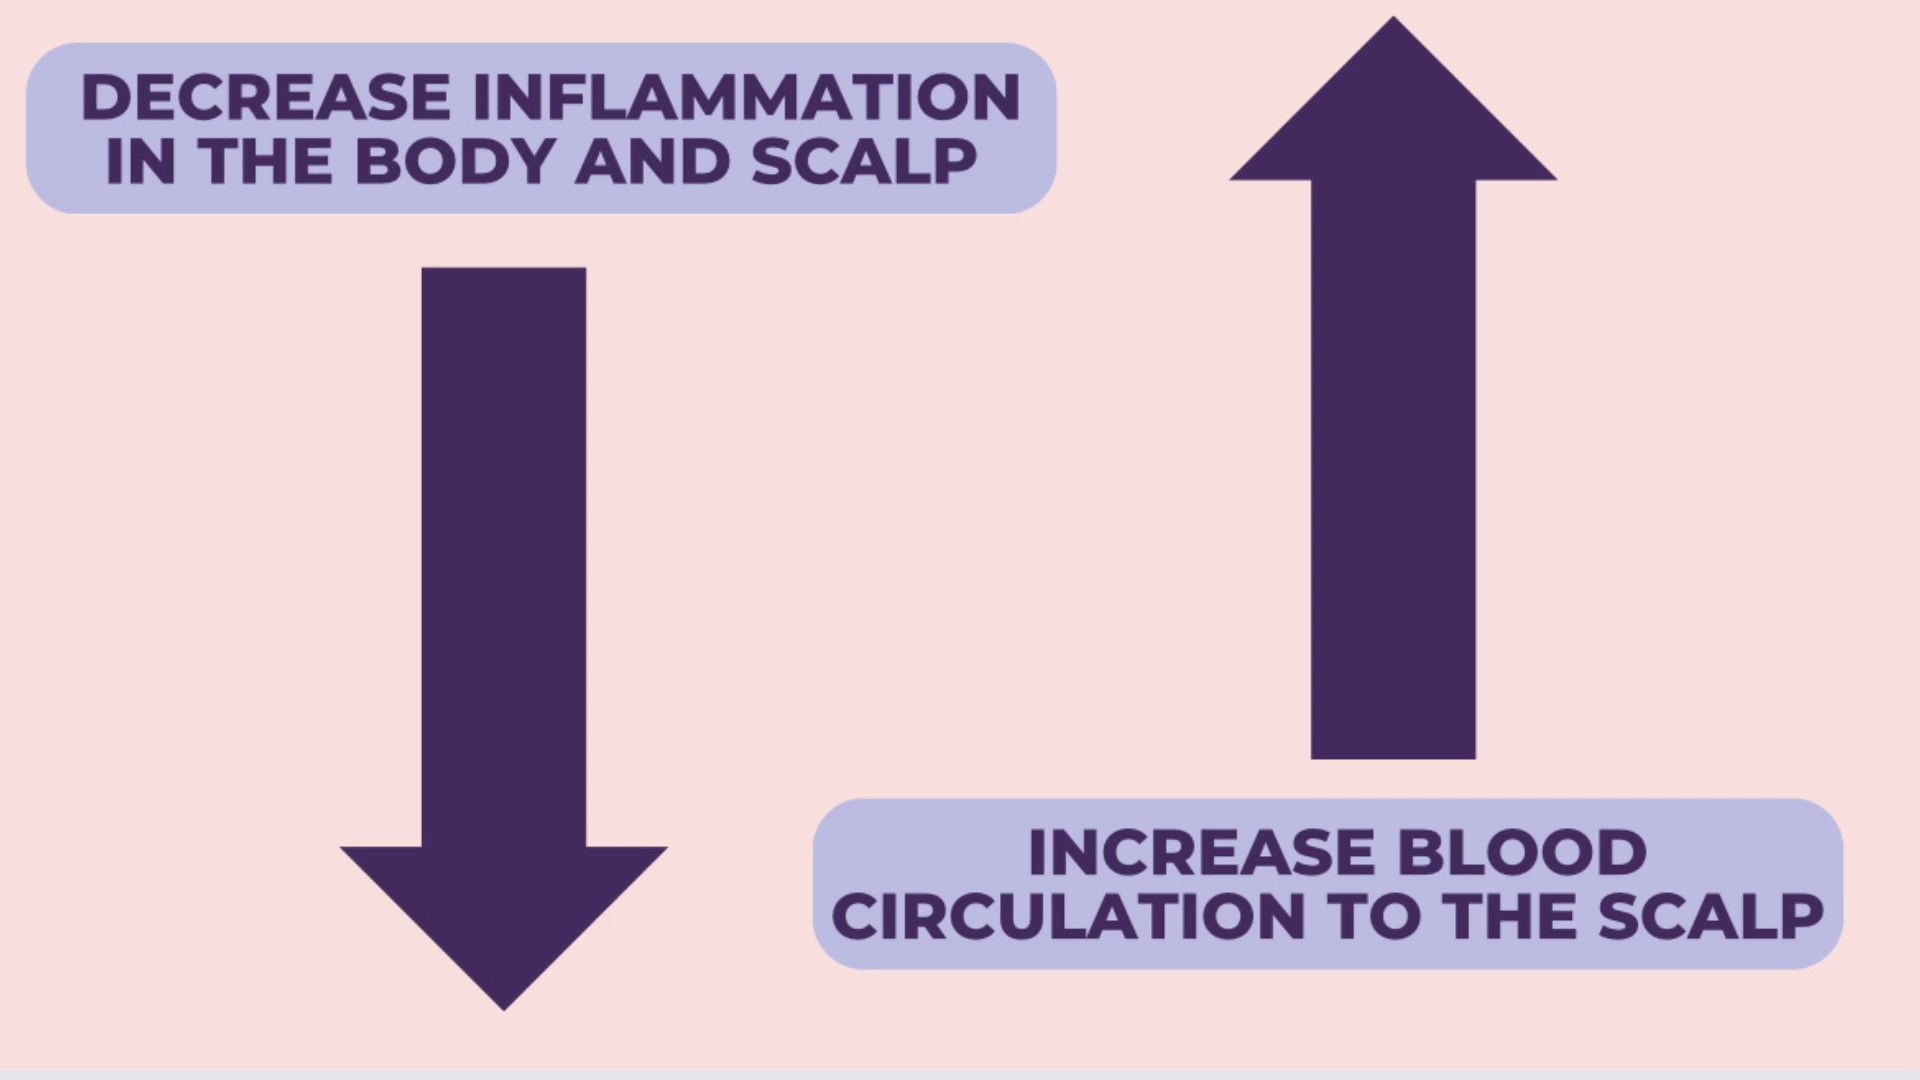 DECREASE INFLAMMATION
IN THE BODY AND SCALP
INCREASE BLOOD
CIRCULATION TO THE SCALP